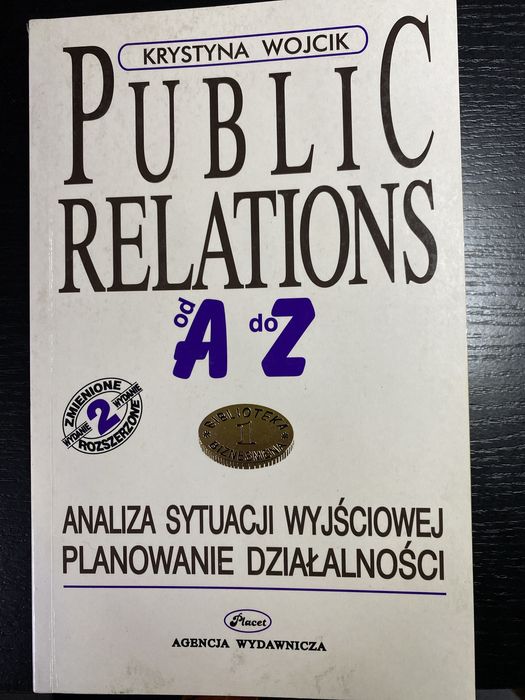 KRYSTYNA WOJCIK
PUBLIC
RELATIONS
od A do Z
ZMIENIONE
WYDANIE 2 WYDANIE
ROZSZERZONE
BIBLIOTEKA
1
BIZNESMENA
ANALIZA SYTUACJI WYJŚCIOWEJ
PLANOWANIE DZIAŁALNOŚCI
Placet
AGENCJA WYDAWNICZA